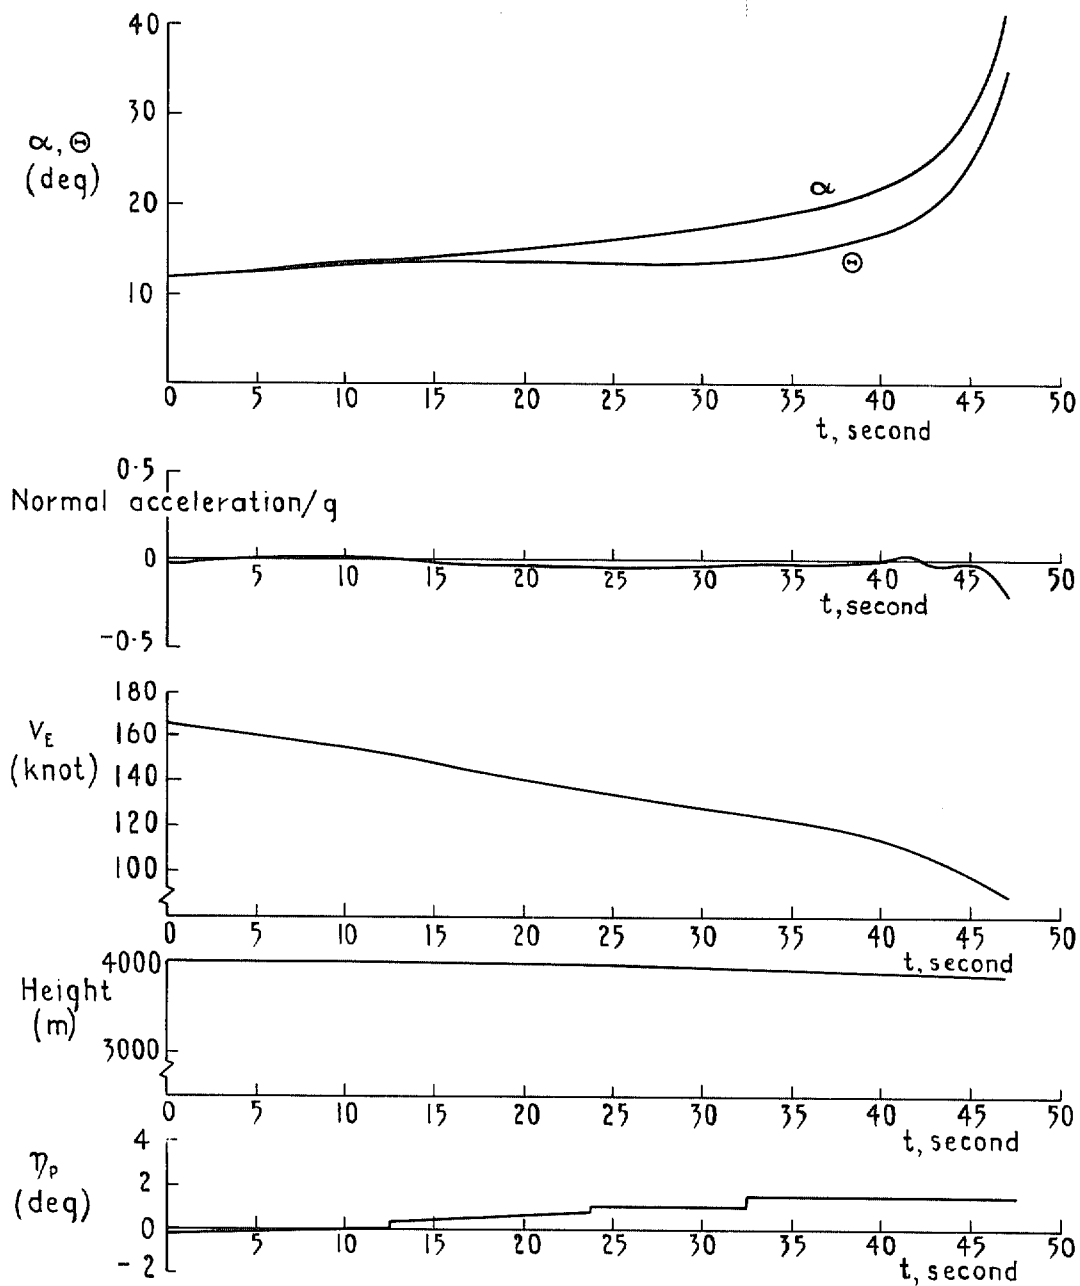 40
30
α, Θ
(deg)
20
α
Θ
10
0 5 10 15 20 25 30 35 40 45 50
t, second
0·5
Normal acceleration/g
0
5 10 15 20 25 30 35 40 45 50
t, second
-0·5
180
V_E
160
(knot)
140
120
100
0 5 10 15 20 25 30 35 40 45 50
t, second
4000
Height
(m)
3000
0 5 10 15 20 25 30 35 40 45 50
t, second
4
η_P
(deg)
2
0
5 10 15 20 25 30 35 40 45 50
-2
t, second